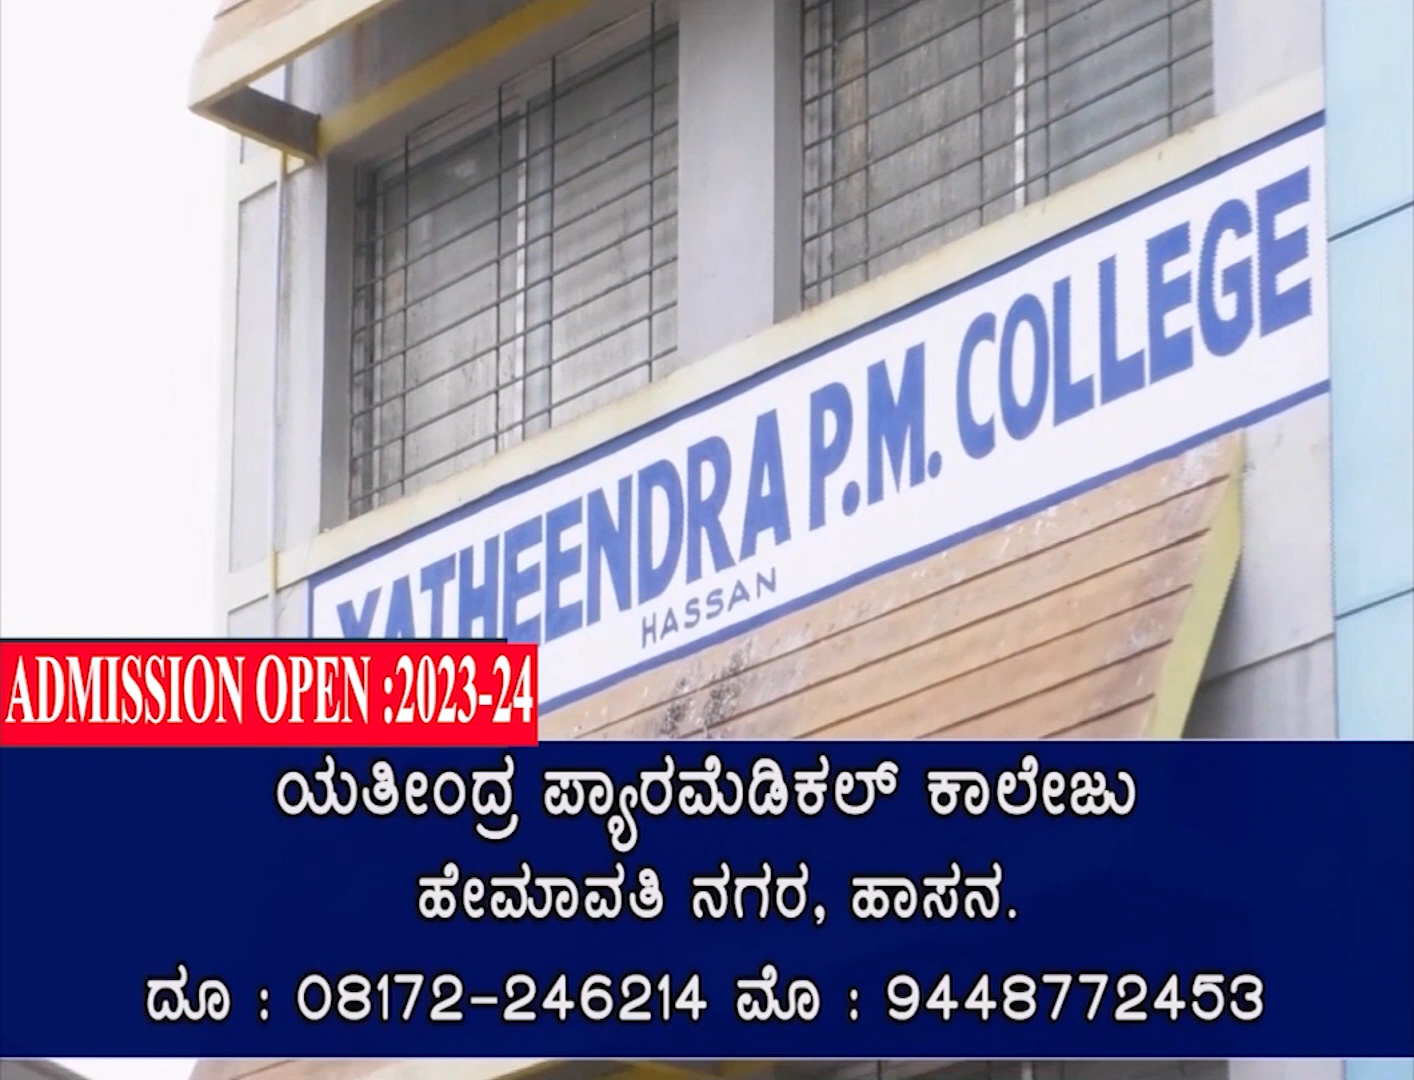 YATHEENDRA P.M. COLLEGE
HASSAN
ADMISSION OPEN :2023-24
ಯತೀಂದ್ರ ಪ್ಯಾರಮೆಡಿಕಲ್ ಕಾಲೇಜು
ಹೇಮಾವತಿ ನಗರ, ಹಾಸನ.
ದೂ : 08172-246214 ಮೊ : 9448772453